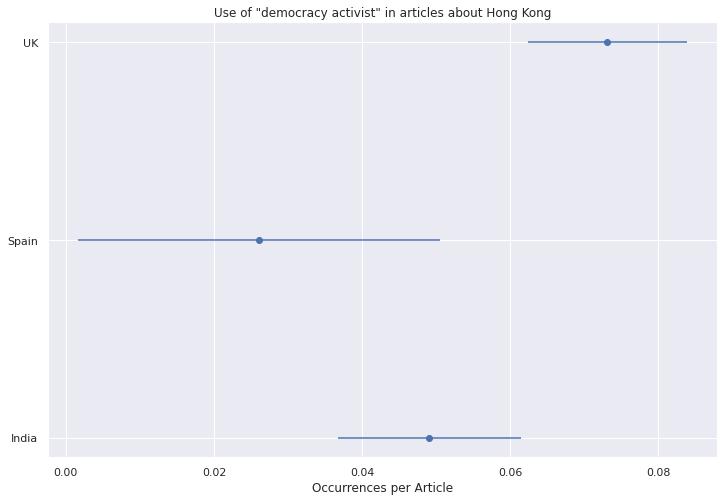 Use of "democracy activist" in articles about Hong Kong
UK
Spain
India
0.00 0.02 0.04 0.06 0.08
Occurrences per Article